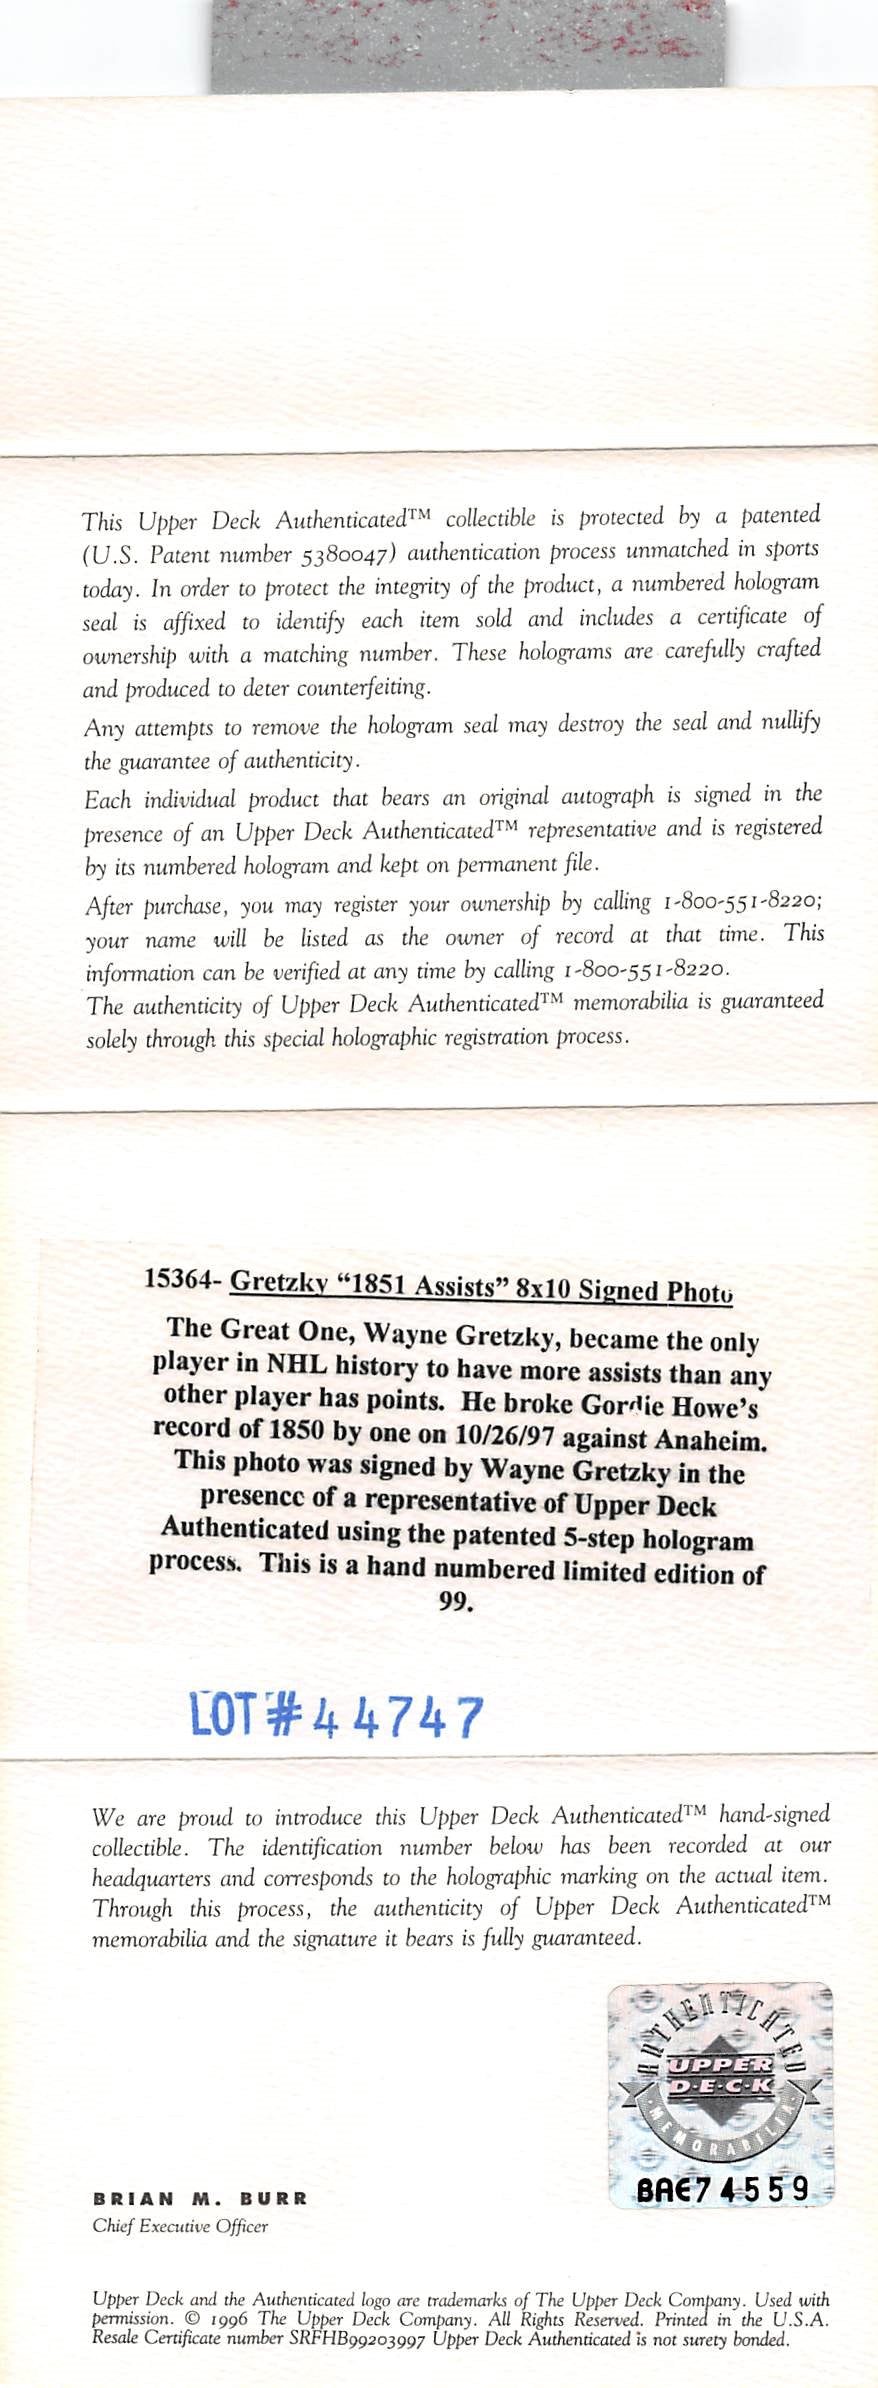 This Upper Deck Authenticated™ collectible is protected by a patented
(U.S. Patent number 5380047) authentication process unmatched in sports
today. In order to protect the integrity of the product, a numbered hologram
seal is affixed to identify each item sold and includes a certificate of
ownership with a matching number. These holograms are carefully crafted
and produced to deter counterfeiting.
Any attempts to remove the hologram seal may destroy the seal and nullify
the guarantee of authenticity.
Each individual product that bears an original autograph is signed in the
presence of an Upper Deck Authenticated™ representative and is registered
by its numbered hologram and kept on permanent file.
After purchase, you may register your ownership by calling 1-800-551-8220;
your name will be listed as the owner of record at that time. This
information can be verified at any time by calling 1-800-551-8220.
The authenticity of Upper Deck Authenticated™ memorabilia is guaranteed
solely through this special holographic registration process.
15364- Gretzky “1851 Assists” 8x10 Signed Photo
The Great One, Wayne Gretzky, became the only
player in NHL history to have more assists than any
other player has points. He broke Gordie Howe’s
record of 1850 by one on 10/26/97 against Anaheim.
This photo was signed by Wayne Gretzky in the
presence of a representative of Upper Deck
Authenticated using the patented 5-step hologram
process. This is a hand numbered limited edition of
99.
LOT # 44747
We are proud to introduce this Upper Deck Authenticated™ hand-signed
collectible. The identification number below has been recorded at our
headquarters and corresponds to the holographic marking on the actual item.
Through this process, the authenticity of Upper Deck Authenticated™
memorabilia and the signature it bears is fully guaranteed.
AUTHENTICATED
UPPER
D·E·C·K
MEMORABILIA
BAE74559
BRIAN M. BURR
Chief Executive Officer
Upper Deck and the Authenticated logo are trademarks of The Upper Deck Company. Used with
permission. © 1996 The Upper Deck Company. All Rights Reserved. Printed in the U.S.A.
Resale Certificate number SRFHB99203997 Upper Deck Authenticated is not surety bonded.